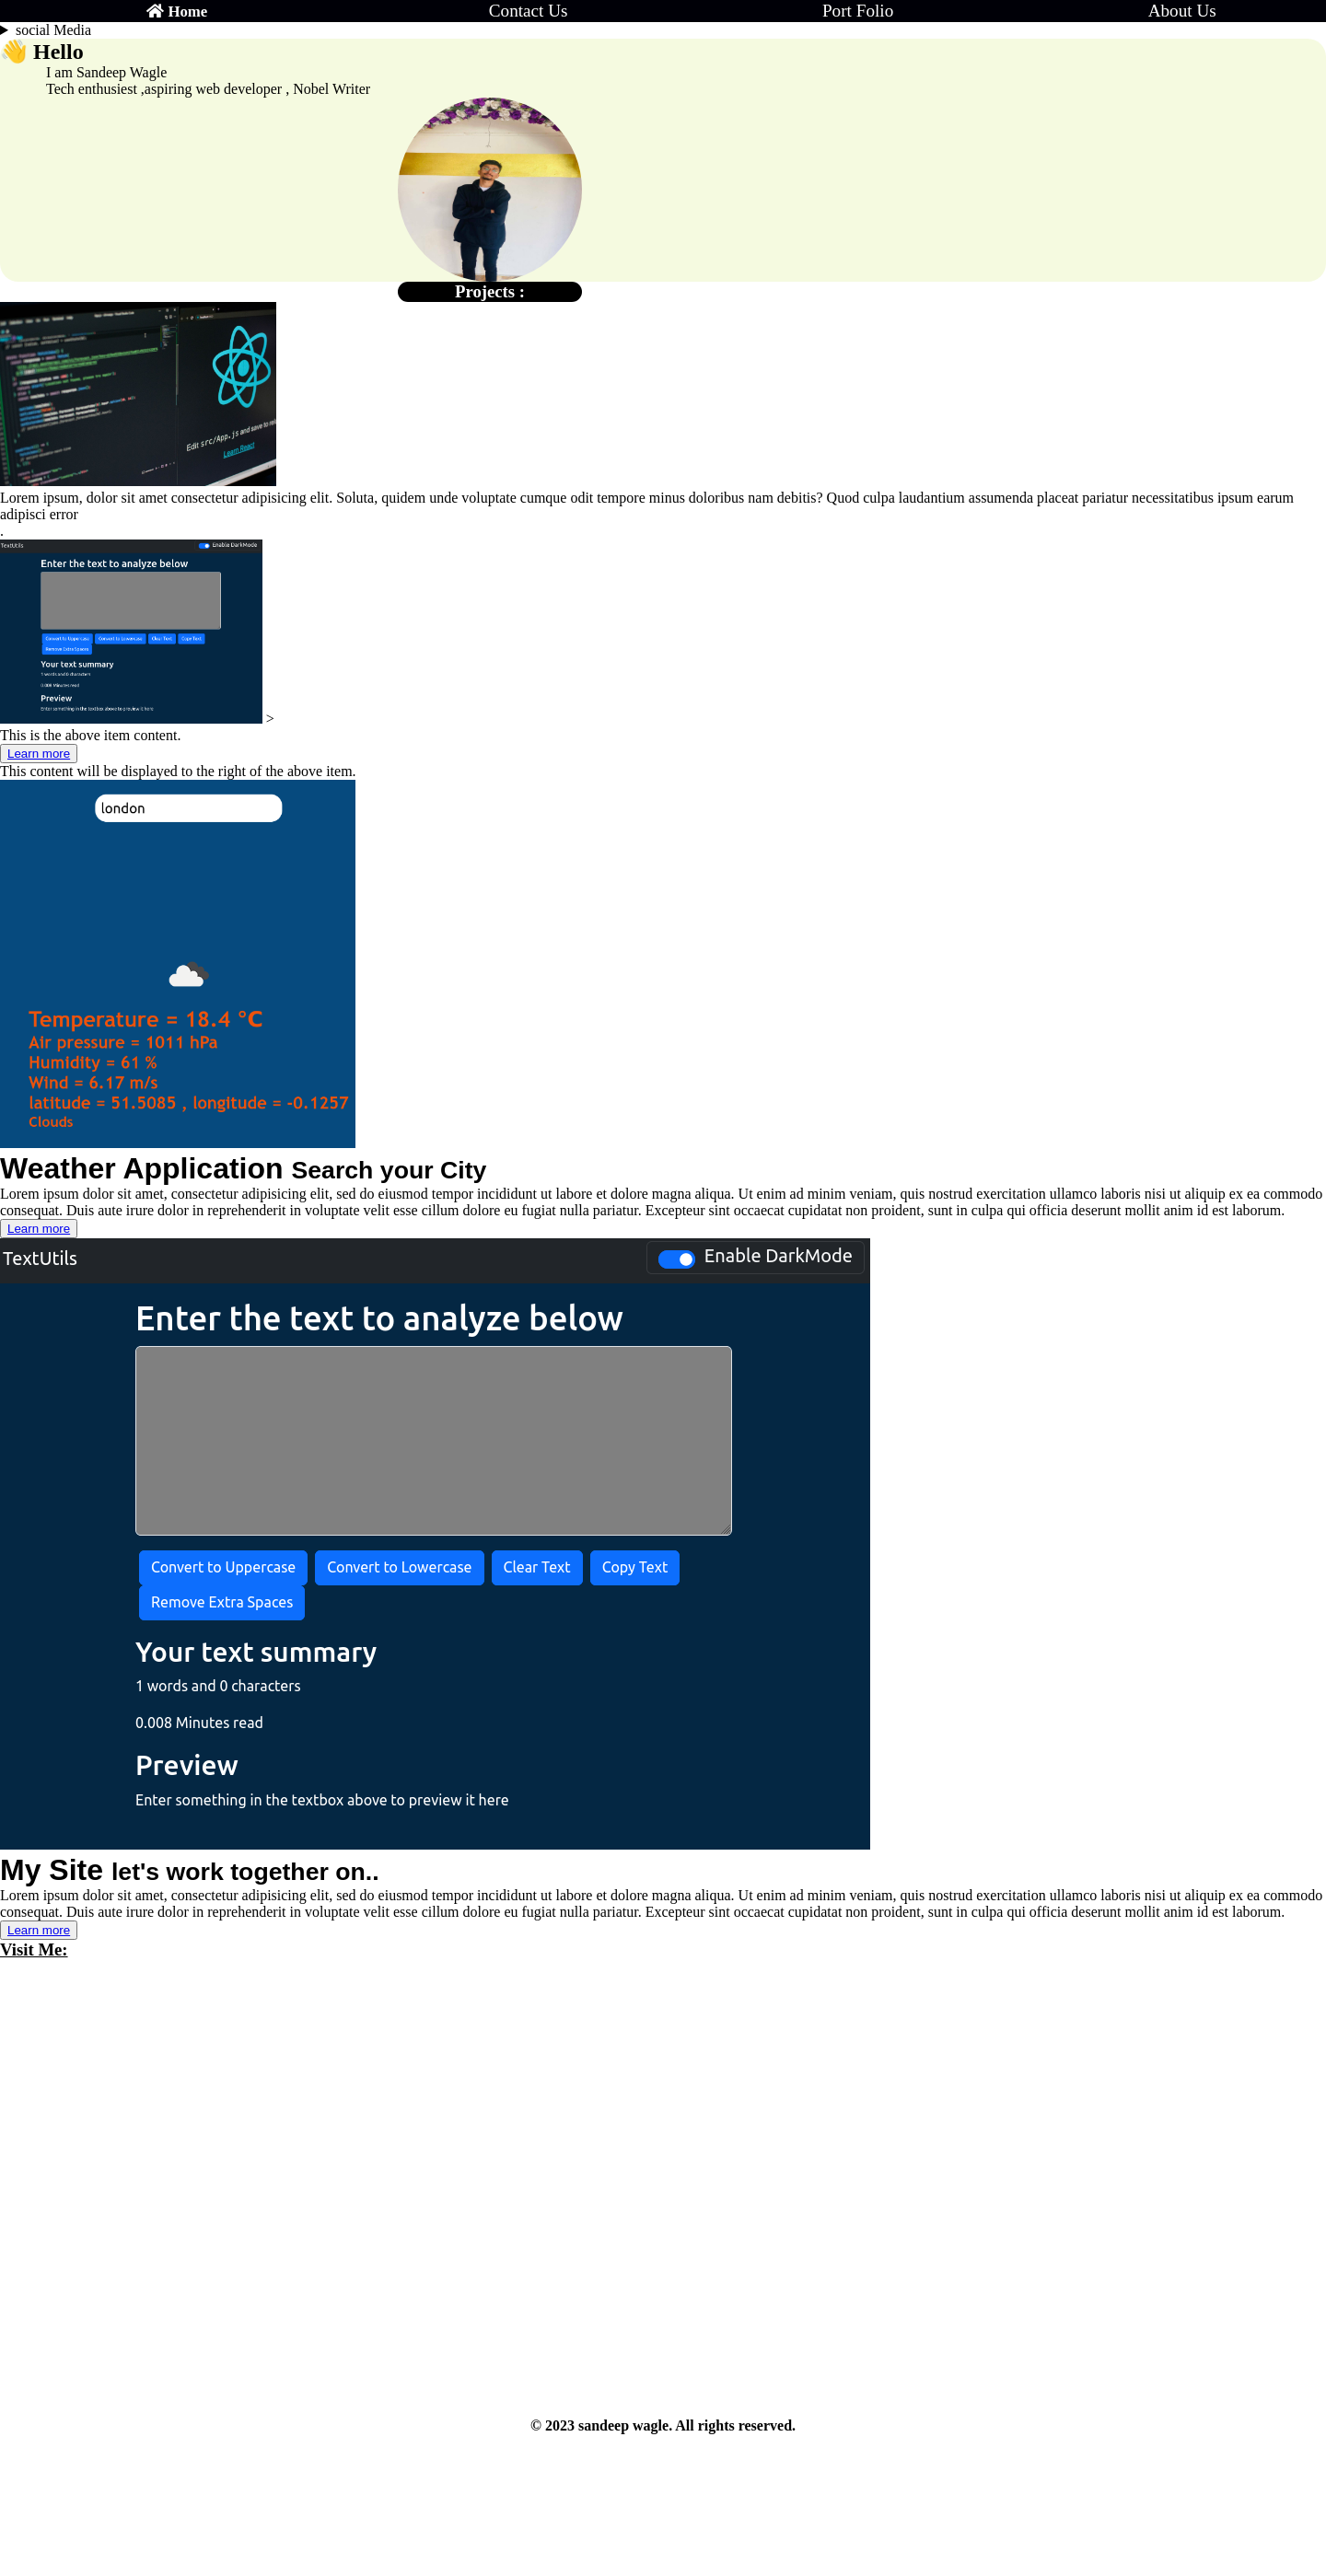 Home Contact Us Port Folio About Us
social Media
👋 Hello
I am Sandeep Wagle
Tech enthusiest ,aspiring web developer , Nobel Writer
Projects :
Edit src/App.js and save to rel
Learn React
Lorem ipsum, dolor sit amet consectetur adipisicing elit. Soluta, quidem unde voluptate cumque odit tempore minus doloribus nam debitis? Quod culpa laudantium assumenda placeat pariatur necessitatibus ipsum earum
adipisci error
.
TextUtils Enable DarkMode
Enter the text to analyze below
Convert to Uppercase Convert to Lowercase Clear Text Copy Text
Remove Extra Spaces
Your text summary
1 words and 0 characters
0.008 Minutes read
Preview
Enter something in the textbox above to preview it here
>
This is the above item content.
Learn more
This content will be displayed to the right of the above item.
london
Temperature = 18.4 °C
Air pressure = 1011 hPa
Humidity = 61 %
Wind = 6.17 m/s
latitude = 51.5085 , longitude = -0.1257
Clouds
Weather Application Search your City
Lorem ipsum dolor sit amet, consectetur adipisicing elit, sed do eiusmod tempor incididunt ut labore et dolore magna aliqua. Ut enim ad minim veniam, quis nostrud exercitation ullamco laboris nisi ut aliquip ex ea commodo
consequat. Duis aute irure dolor in reprehenderit in voluptate velit esse cillum dolore eu fugiat nulla pariatur. Excepteur sint occaecat cupidatat non proident, sunt in culpa qui officia deserunt mollit anim id est laborum.
Learn more
TextUtils Enable DarkMode
Enter the text to analyze below
Convert to Uppercase Convert to Lowercase Clear Text Copy Text
Remove Extra Spaces
Your text summary
1 words and 0 characters
0.008 Minutes read
Preview
Enter something in the textbox above to preview it here
My Site let's work together on..
Lorem ipsum dolor sit amet, consectetur adipisicing elit, sed do eiusmod tempor incididunt ut labore et dolore magna aliqua. Ut enim ad minim veniam, quis nostrud exercitation ullamco laboris nisi ut aliquip ex ea commodo
consequat. Duis aute irure dolor in reprehenderit in voluptate velit esse cillum dolore eu fugiat nulla pariatur. Excepteur sint occaecat cupidatat non proident, sunt in culpa qui officia deserunt mollit anim id est laborum.
Learn more
Visit Me:
© 2023 sandeep wagle. All rights reserved.